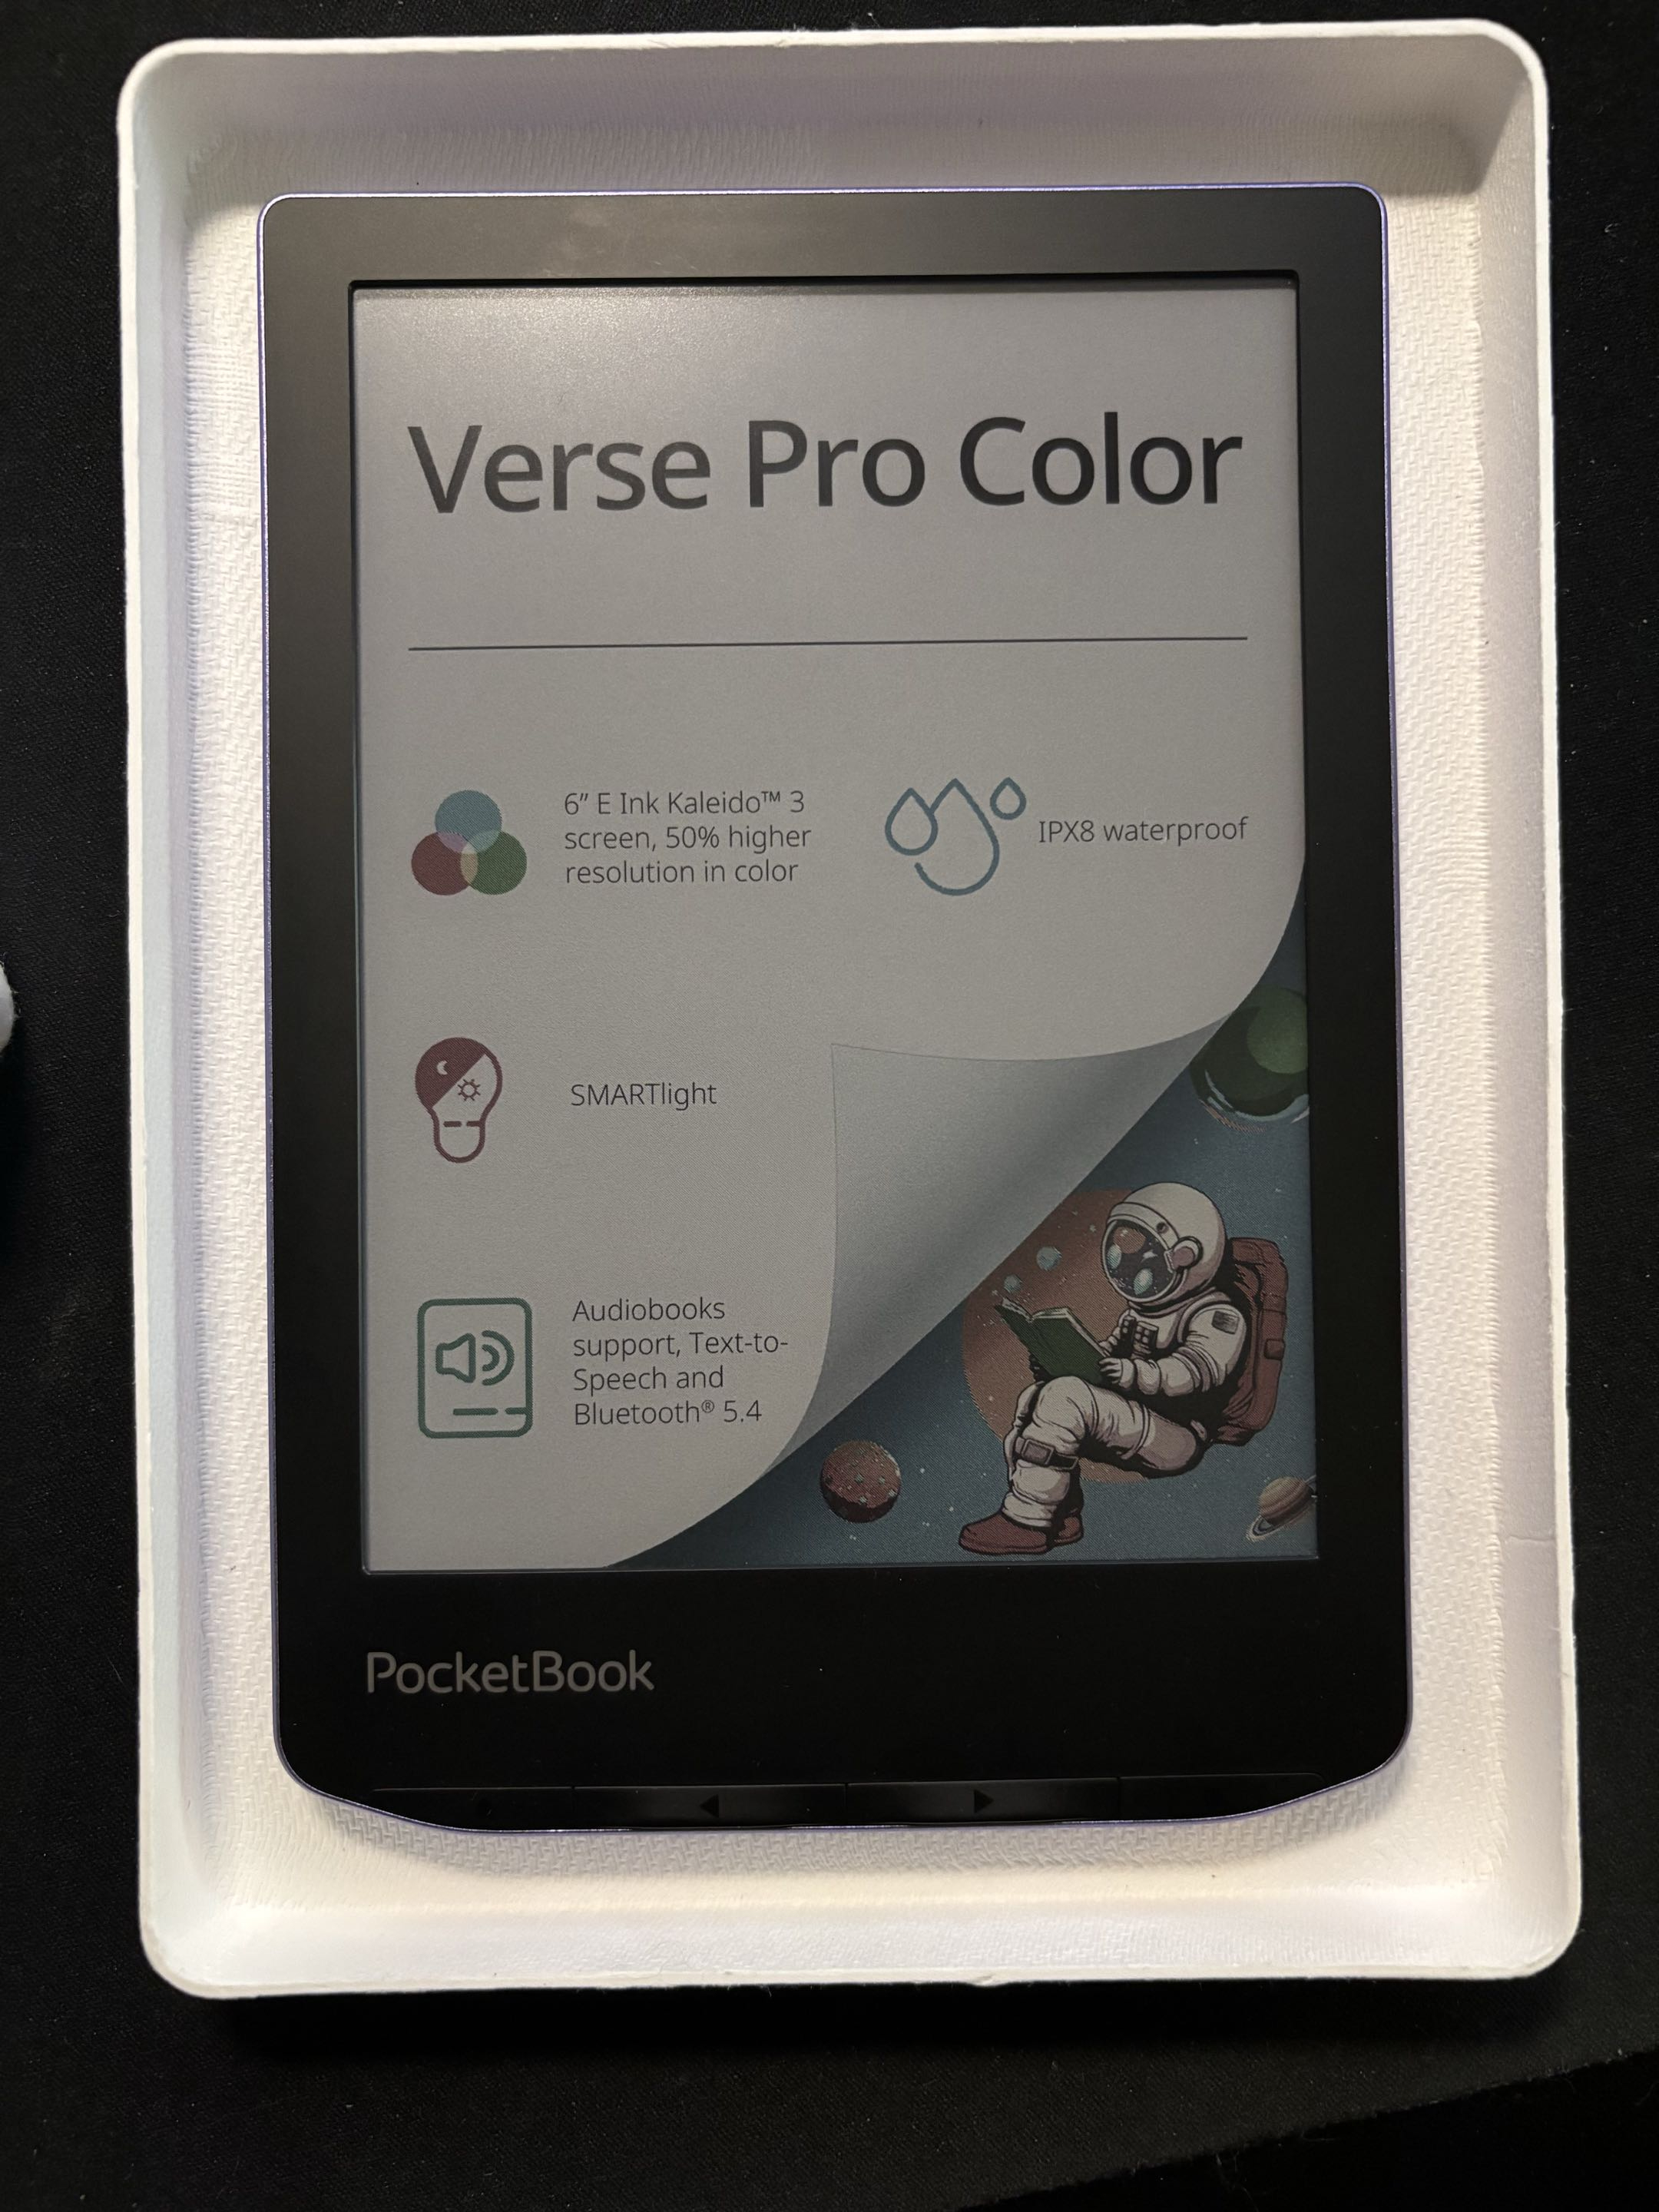 Verse Pro Color
6” E Ink Kaleido™ 3
screen, 50% higher
resolution in color
IPX8 waterproof
SMARTlight
Audiobooks
support, Text-to-
Speech and
Bluetooth® 5.4
PocketBook